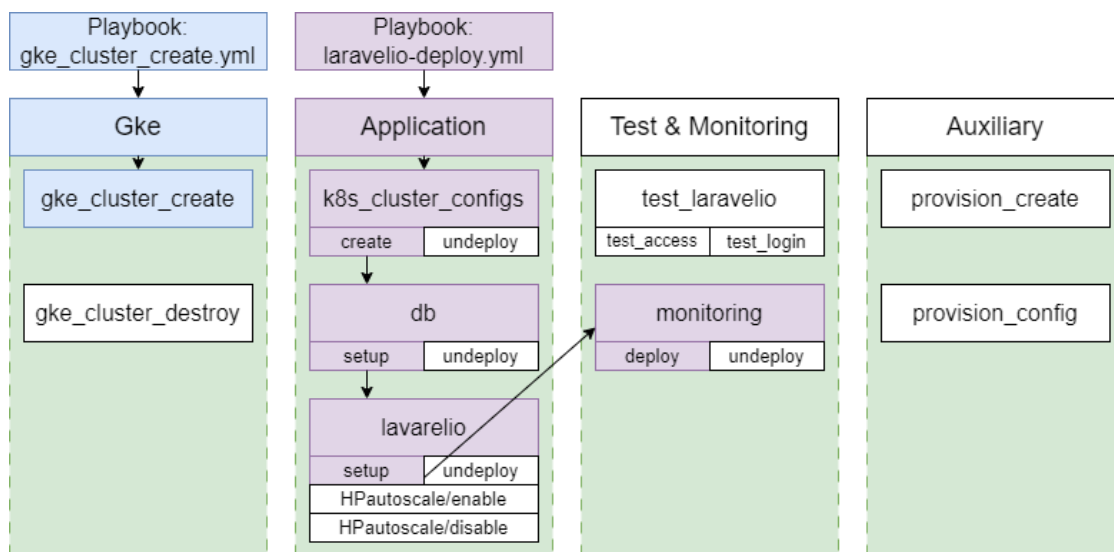 Playbook:
gke_cluster_create.yml
Playbook:
laravelio-deploy.yml
Gke
Application
Test & Monitoring
Auxiliary
gke_cluster_create
k8s_cluster_configs
test_laravelio
provision_create
create
undeploy
test_access
test_login
gke_cluster_destroy
db
monitoring
provision_config
setup
undeploy
deploy
undeploy
lavarelio
setup
undeploy
HPautoscale/enable
HPautoscale/disable